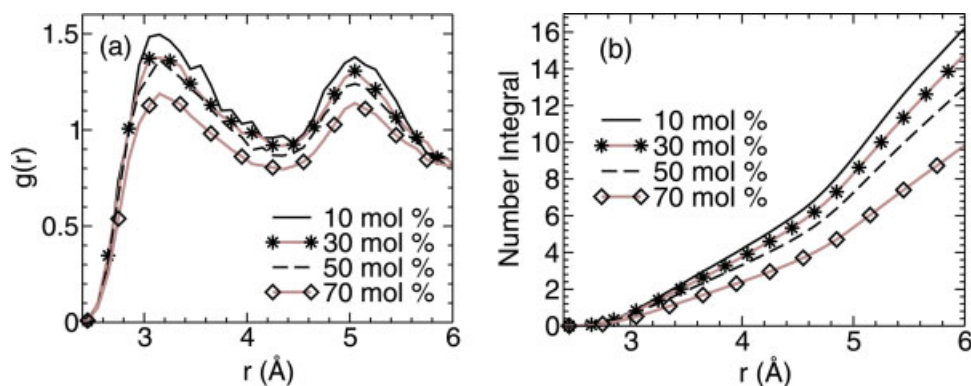 (a)
g(r)
1.5
1
0.5
0
10 mol %
30 mol %
50 mol %
70 mol %
3 4 5 6
r (Å)
(b)
Number Integral
16
14
12
10
8
6
4
2
0
10 mol %
30 mol %
50 mol %
70 mol %
3 4 5 6
r (Å)